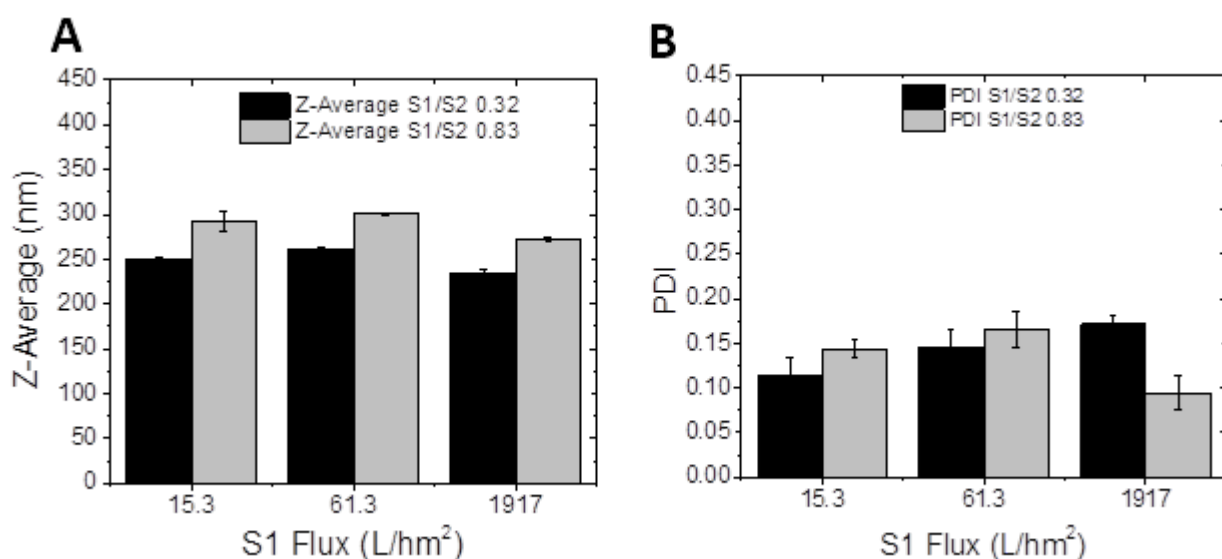 A
Z-Average S1/S2 0.32
Z-Average S1/S2 0.83
450
400
350
300
250
200
150
100
50
0
Z-Average (nm)
15.3 61.3 1917
S1 Flux (L/hm²)
B
PDI S1/S2 0.32
PDI S1/S2 0.83
0.45
0.40
0.35
0.30
0.25
0.20
0.15
0.10
0.05
0.00
PDI
15.3 61.3 1917
S1 Flux (L/hm²)